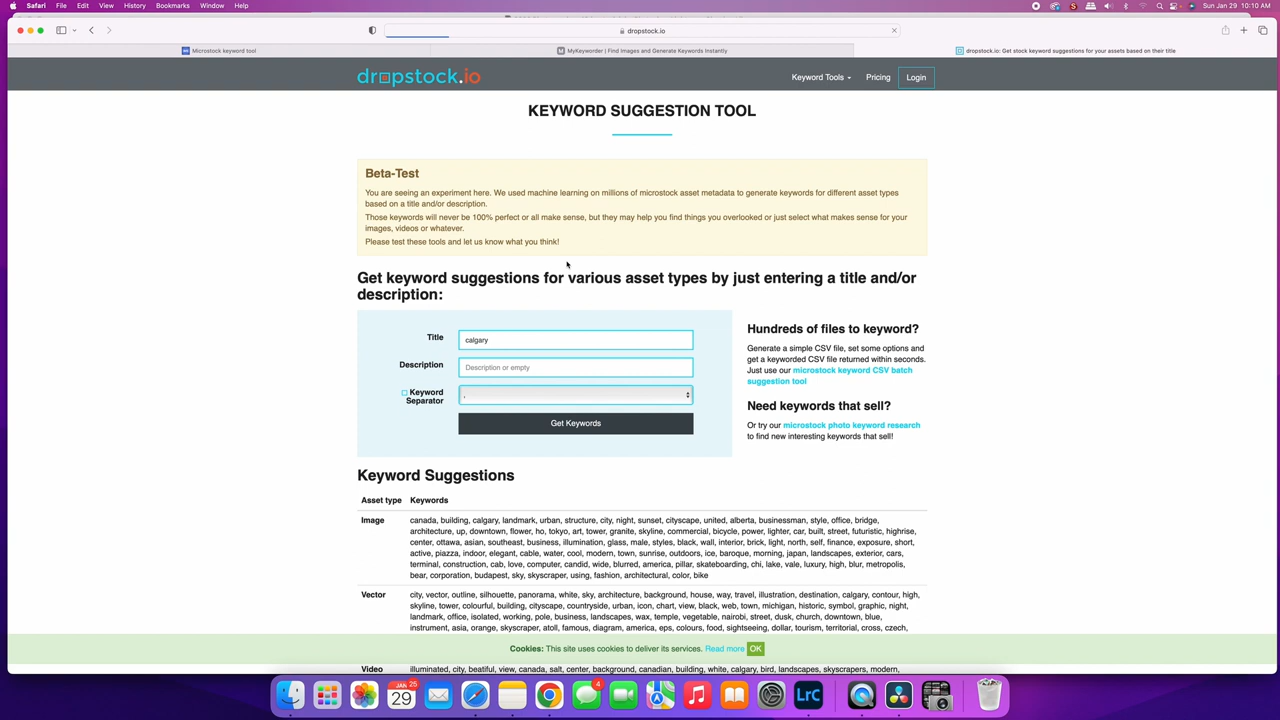 Safari File Edit View History Bookmarks Window Help
Sun Jan 29 10:10 AM
dropstock.io
Microstock keyword tool
MyKeyworder | Find Images and Generate Keywords Instantly
dropstock.io: Get stock keyword suggestions for your assets based on their title
dropstock.io
Keyword Tools
Pricing
Login
KEYWORD SUGGESTION TOOL
Beta-Test
You are seeing an experiment here. We used machine learning on millions of microstock asset metadata to generate keywords for different asset types
based on a title and/or description.
Those keywords will never be 100% perfect or all make sense, but they may help you find things you overlooked or just select what makes sense for your
images, videos or whatever.
Please test these tools and let us know what you think!
Get keyword suggestions for various asset types by just entering a title and/or
description:
Title
calgary
Description
Description or empty
Keyword
Separator
,
Get Keywords
Hundreds of files to keyword?
Generate a simple CSV file, set some options and
get a keyworded CSV file returned within seconds.
Just use our microstock keyword CSV batch
suggestion tool
Need keywords that sell?
Or try our microstock photo keyword research
to find new interesting keywords that sell!
Keyword Suggestions
Asset type Keywords
Image
canada, building, calgary, landmark, urban, structure, city, night, sunset, cityscape, united, alberta, businessman, style, office, bridge,
architecture, up, downtown, flower, ho, tokyo, art, tower, granite, skyline, commercial, bicycle, power, lighter, car, built, street, futuristic, highrise,
center, ottawa, asian, southeast, business, illumination, glass, male, styles, black, wall, interior, brick, light, north, self, finance, exposure, short,
active, piazza, indoor, elegant, cable, water, cool, modern, town, sunrise, outdoors, ice, baroque, morning, japan, landscapes, exterior, cars,
terminal, construction, cab, love, computer, candid, wide, blurred, america, pillar, skateboarding, chi, lake, vale, luxury, high, blur, metropolis,
bear, corporation, budapest, sky, skyscraper, using, fashion, architectural, color, bike
Vector
city, vector, outline, silhouette, panorama, white, sky, architecture, background, house, way, travel, illustration, destination, calgary, contour, high,
skyline, tower, colourful, building, cityscape, countryside, urban, icon, chart, view, black, web, town, michigan, historic, symbol, graphic, night,
landmark, office, isolated, working, pole, business, landscapes, wax, temple, vegetable, nairobi, street, dusk, church, downtown, blue,
instrument, asia, orange, skyscraper, atoll, famous, diagram, america, eps, colours, food, sightseeing, dollar, tourism, territorial, cross, czech,
Cookies: This site uses cookies to deliver its services. Read more OK
Video
illuminated, city, beatiful, view, canada, salt, center, background, canadian, building, white, calgary, bird, landscapes, skyscrapers, modern,
JAN
29
25
4
LrC